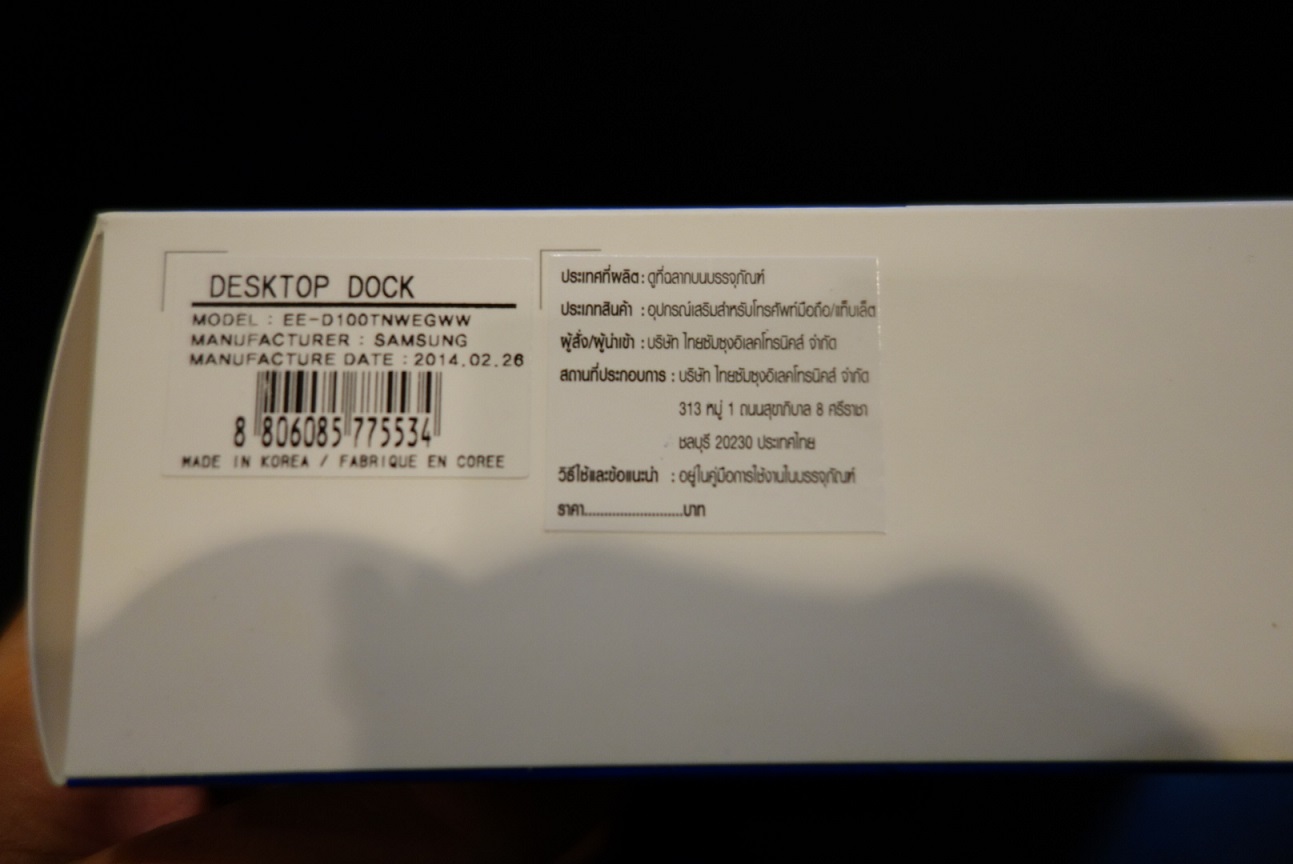 DESKTOP DOCK
MODEL : EE-D100TNWEGWW
MANUFACTURER : SAMSUNG
MANUFACTURE DATE : 2014.02.26
8 806085 775534
MADE IN KOREA / FABRIQUE EN COREE
ประเทศที่ผลิต : ดูที่ฉลากบนบรรจุภัณฑ์
ประเภทสินค้า : อุปกรณ์เสริมสำหรับโทรศัพท์มือถือ/แท็บเล็ต
ผู้สั่ง/ผู้นำเข้า : บริษัท ไทยซัมซุงอิเลคโทรนิคส์ จำกัด
สถานที่ประกอบการ : บริษัท ไทยซัมซุงอิเลคโทรนิคส์ จำกัด
313 หมู่ 1 ถนนสุขาภิบาล 8 ศรีราชา
ชลบุรี 20230 ประเทศไทย
วิธีใช้และข้อแนะนำ : อยู่ในคู่มือการใช้งานในบรรจุภัณฑ์
ราคา.........................บาท